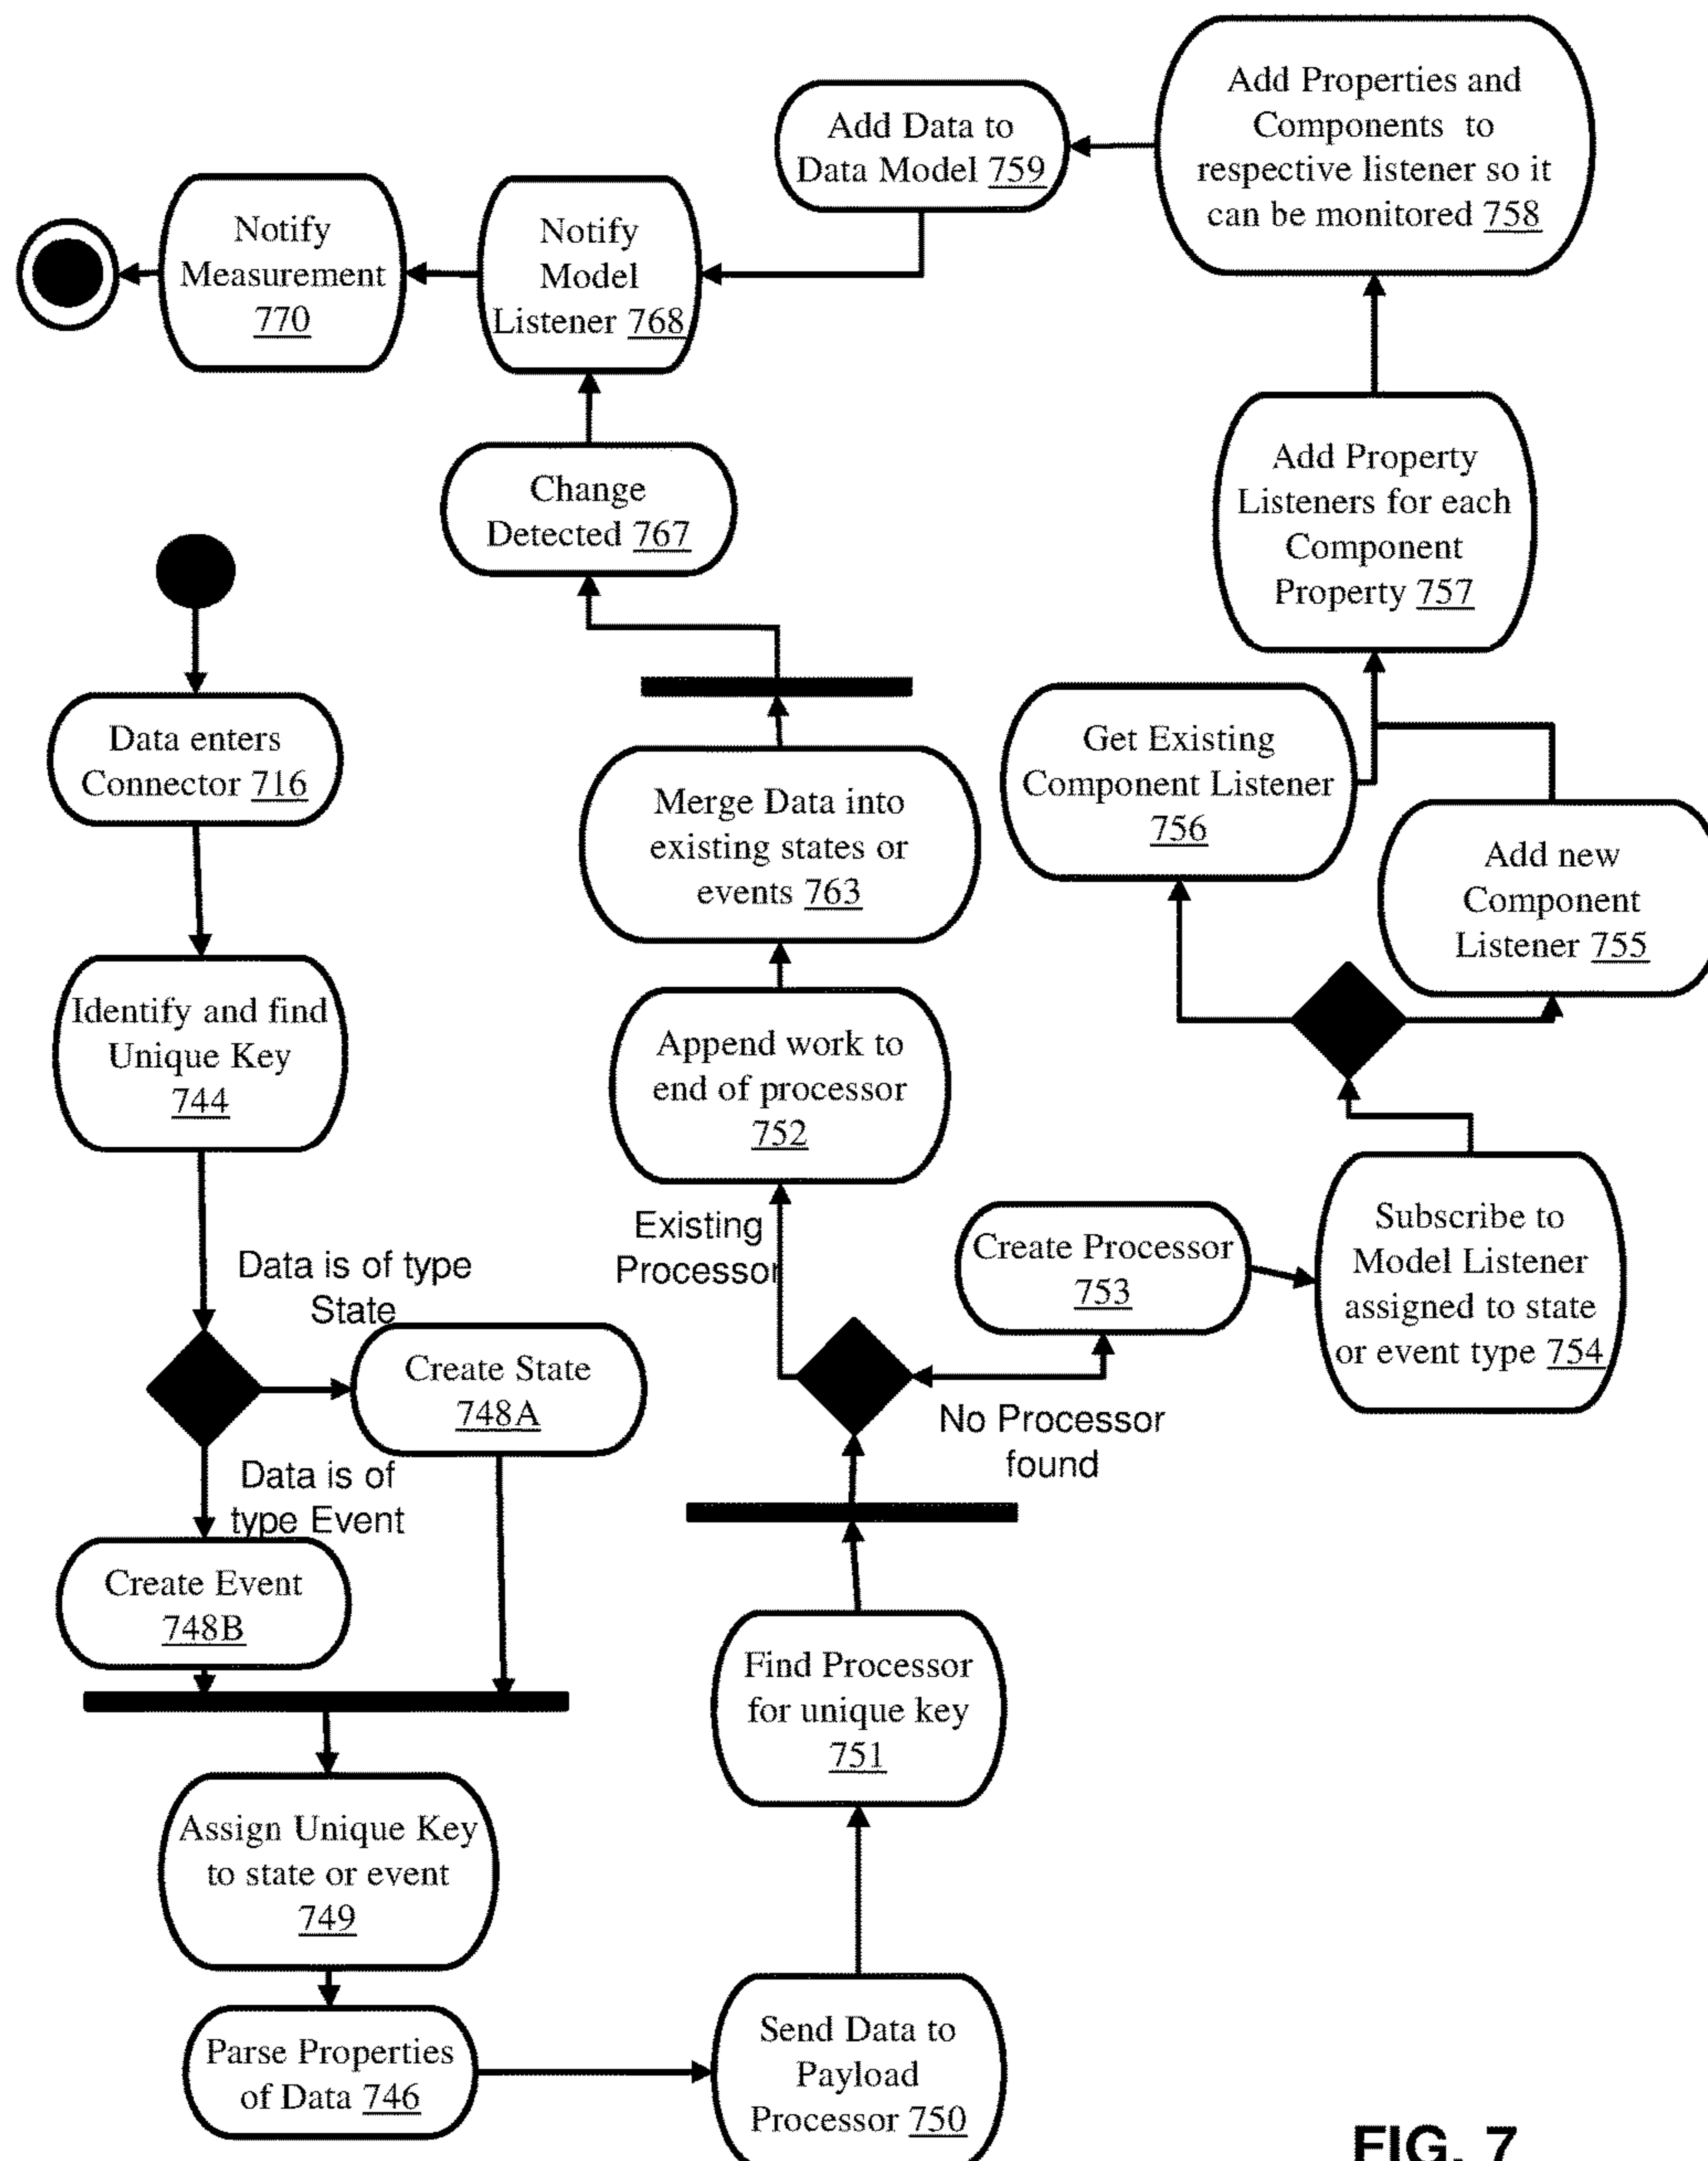 Add Properties and
Components to
respective listener so it
can be monitored 758
Add Data to
Data Model 759
Notify
Model
Listener 768
Notify
Measurement
770
Change
Detected 767
Add Property
Listeners for each
Component
Property 757
Data enters
Connector 716
Merge Data into
existing states or
events 763
Get Existing
Component Listener
756
Add new
Component
Listener 755
Identify and find
Unique Key
744
Append work to
end of processor
752
Existing
Processor
Create Processor
753
Subscribe to
Model Listener
assigned to state
or event type 754
No Processor
found
Data is of type
State
Create State
748A
Data is of
type Event
Create Event
748B
Find Processor
for unique key
751
Assign Unique Key
to state or event
749
Parse Properties
of Data 746
Send Data to
Payload
Processor 750
FIG. 7